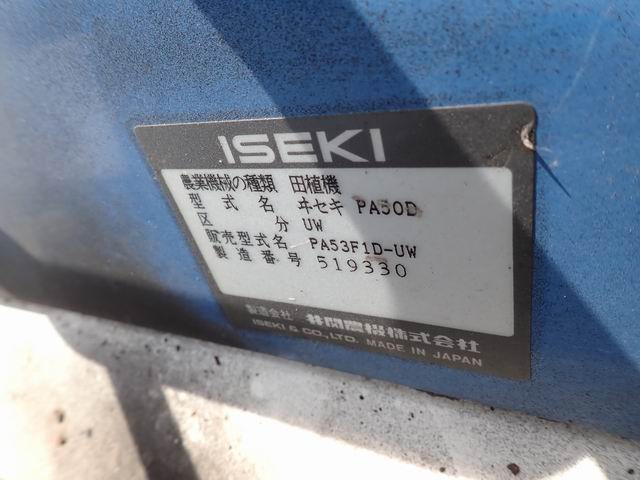 ISEKI
農業機械の種類 田植機
型式名 ヰセキ PA50D
区分 UW
販売型式名 PA53F1D-UW
製造番号 519330
製造会社 井関農機株式会社
ISEKI & CO.,LTD. MADE IN JAPAN